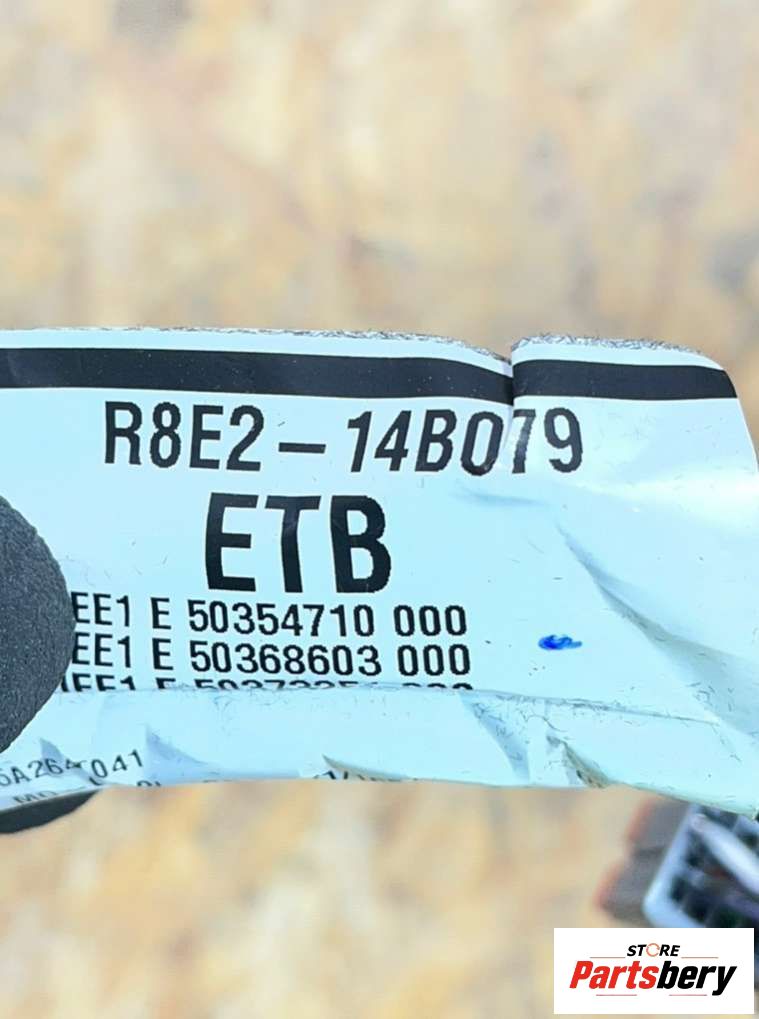 R8E2-14B079
ETB
EE1 E 50354710 000
EE1 E 50368603 000
STORE
Partsbery